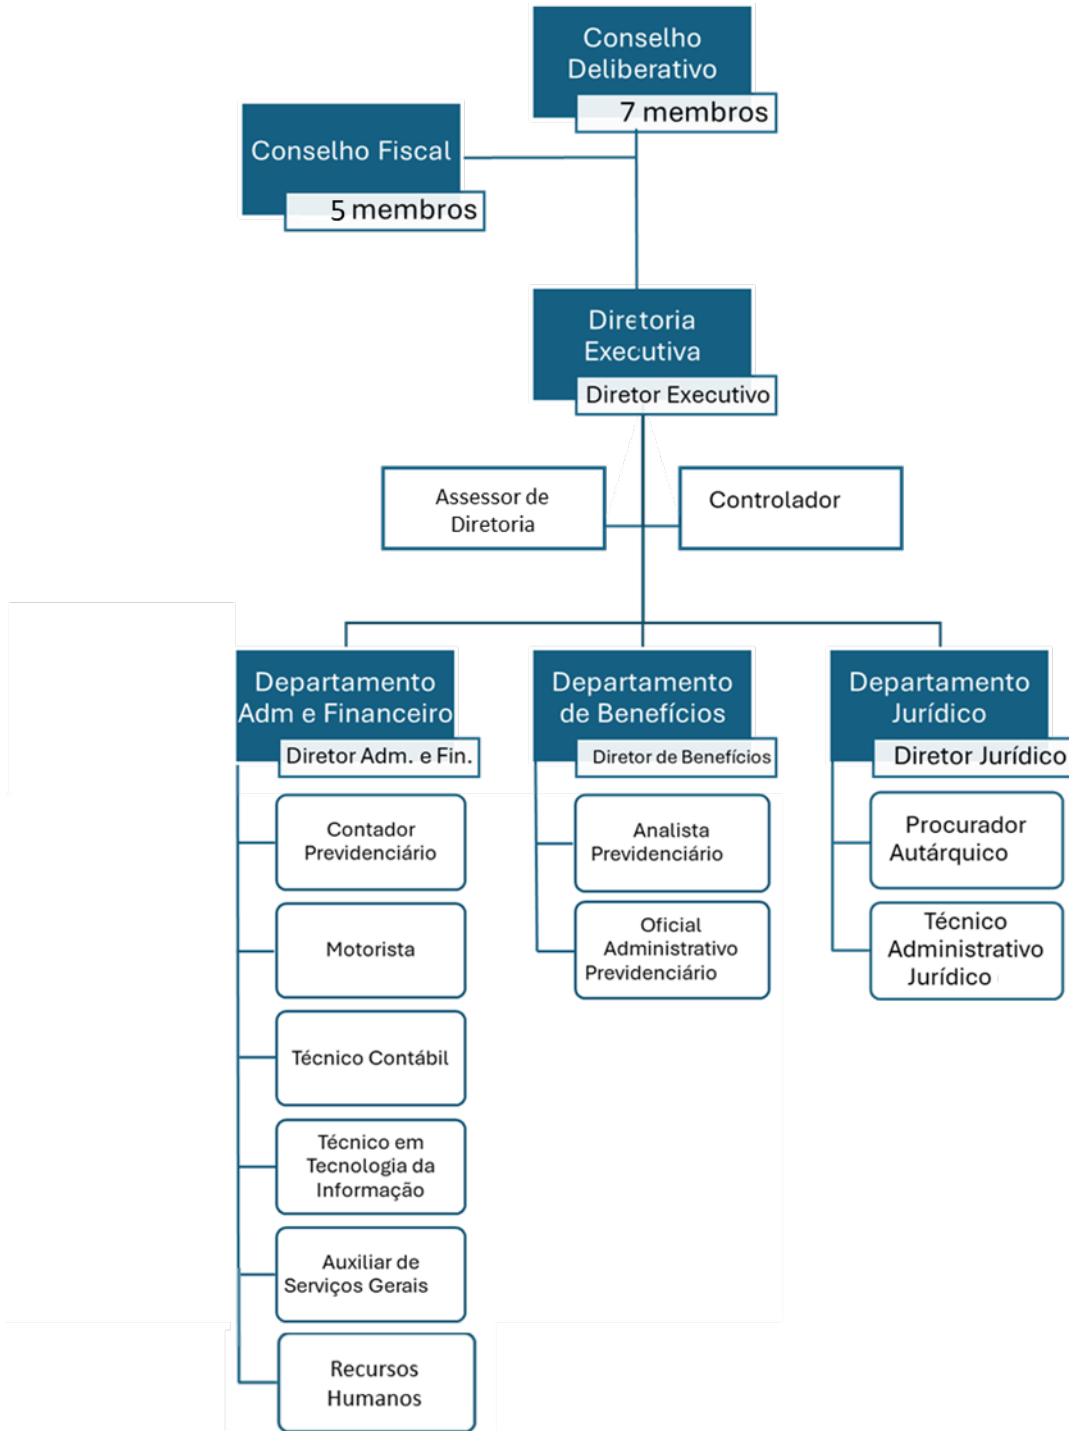 Conselho
Deliberativo
7 membros
Conselho Fiscal
5 membros
Diretoria
Executiva
Diretor Executivo
Assessor de
Diretoria
Controlador
Departamento
Adm e Financeiro
Diretor Adm. e Fin.
Contador
Previdenciário
Motorista
Técnico Contábil
Técnico em
Tecnologia da
Informação
Auxiliar de
Serviços Gerais
Recursos
Humanos
Departamento
de Benefícios
Diretor de Benefícios
Analista
Previdenciário
Oficial
Administrativo
Previdenciário
Departamento
Jurídico
Diretor Jurídico
Procurador
Autárquico
Técnico
Administrativo
Jurídico